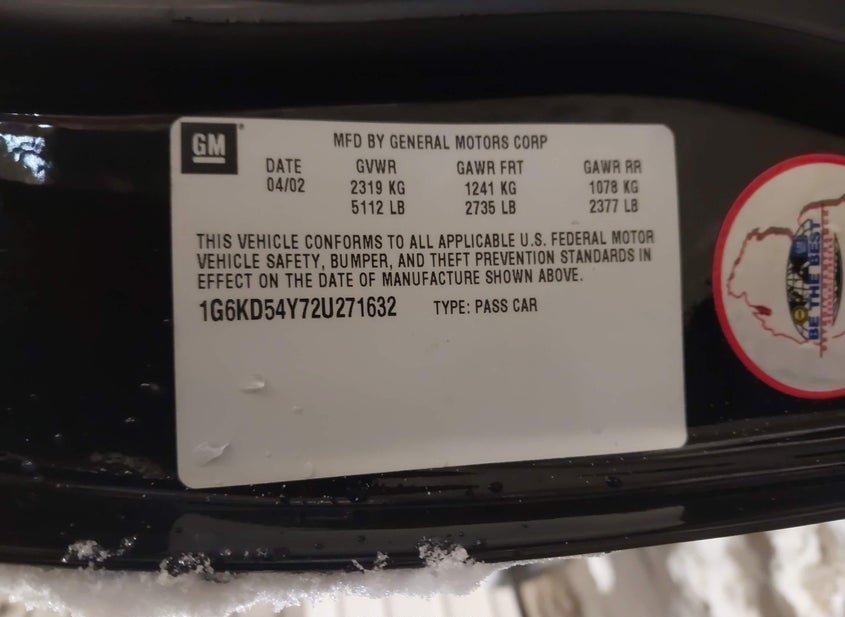 GM
MFD BY GENERAL MOTORS CORP
DATE GVWR GAWR FRT GAWR RR
04/02 2319 KG 1241 KG 1078 KG
5112 LB 2735 LB 2377 LB
THIS VEHICLE CONFORMS TO ALL APPLICABLE U.S. FEDERAL MOTOR
VEHICLE SAFETY, BUMPER, AND THEFT PREVENTION STANDARDS IN
EFFECT ON THE DATE OF MANUFACTURE SHOWN ABOVE.
1G6KD54Y72U271632 TYPE: PASS CAR
BE THE BEST